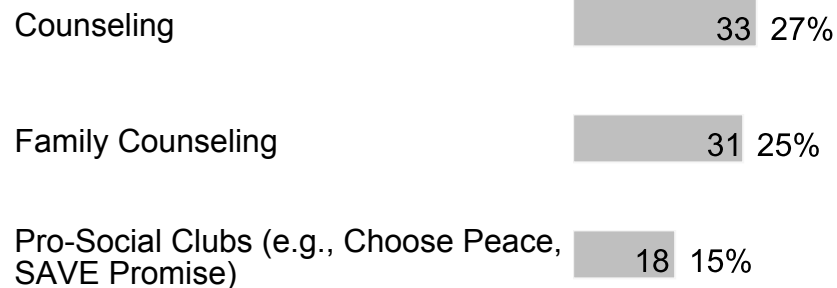 Counseling 33 27%
Family Counseling 31 25%
Pro-Social Clubs (e.g., Choose Peace,
SAVE Promise) 18 15%